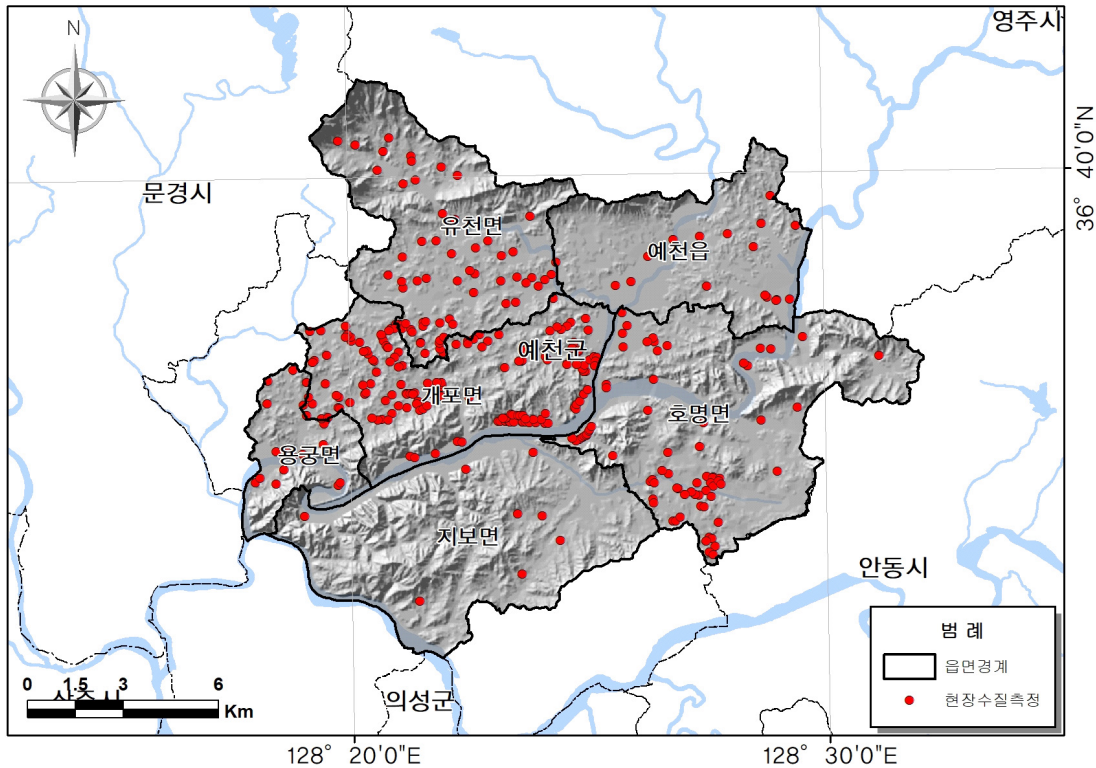 영주시
N
40'0"N
36°
문경시
유천면
예천읍
예천군
개포면
호명면
용궁면
지보면
안동시
범 례
읍면경계
현장수질측정
0 1.5 3 6
Km
상주시
의성군
128° 20'0"E
128° 30'0"E